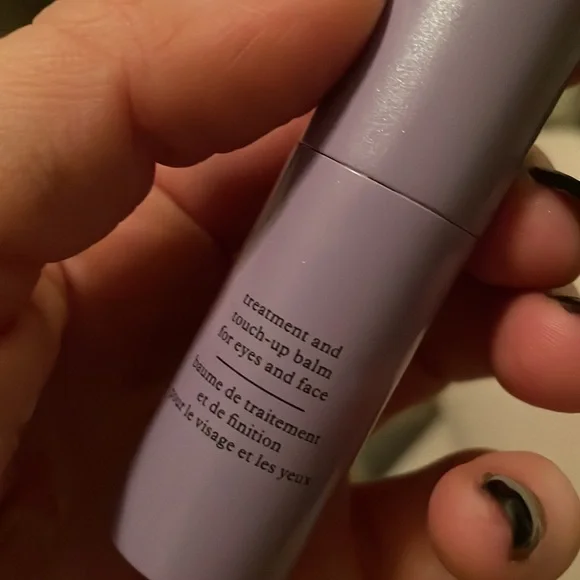 treatment and
touch-up balm
for eyes and face
baume de traitement
et de finition
pour le visage et les yeux